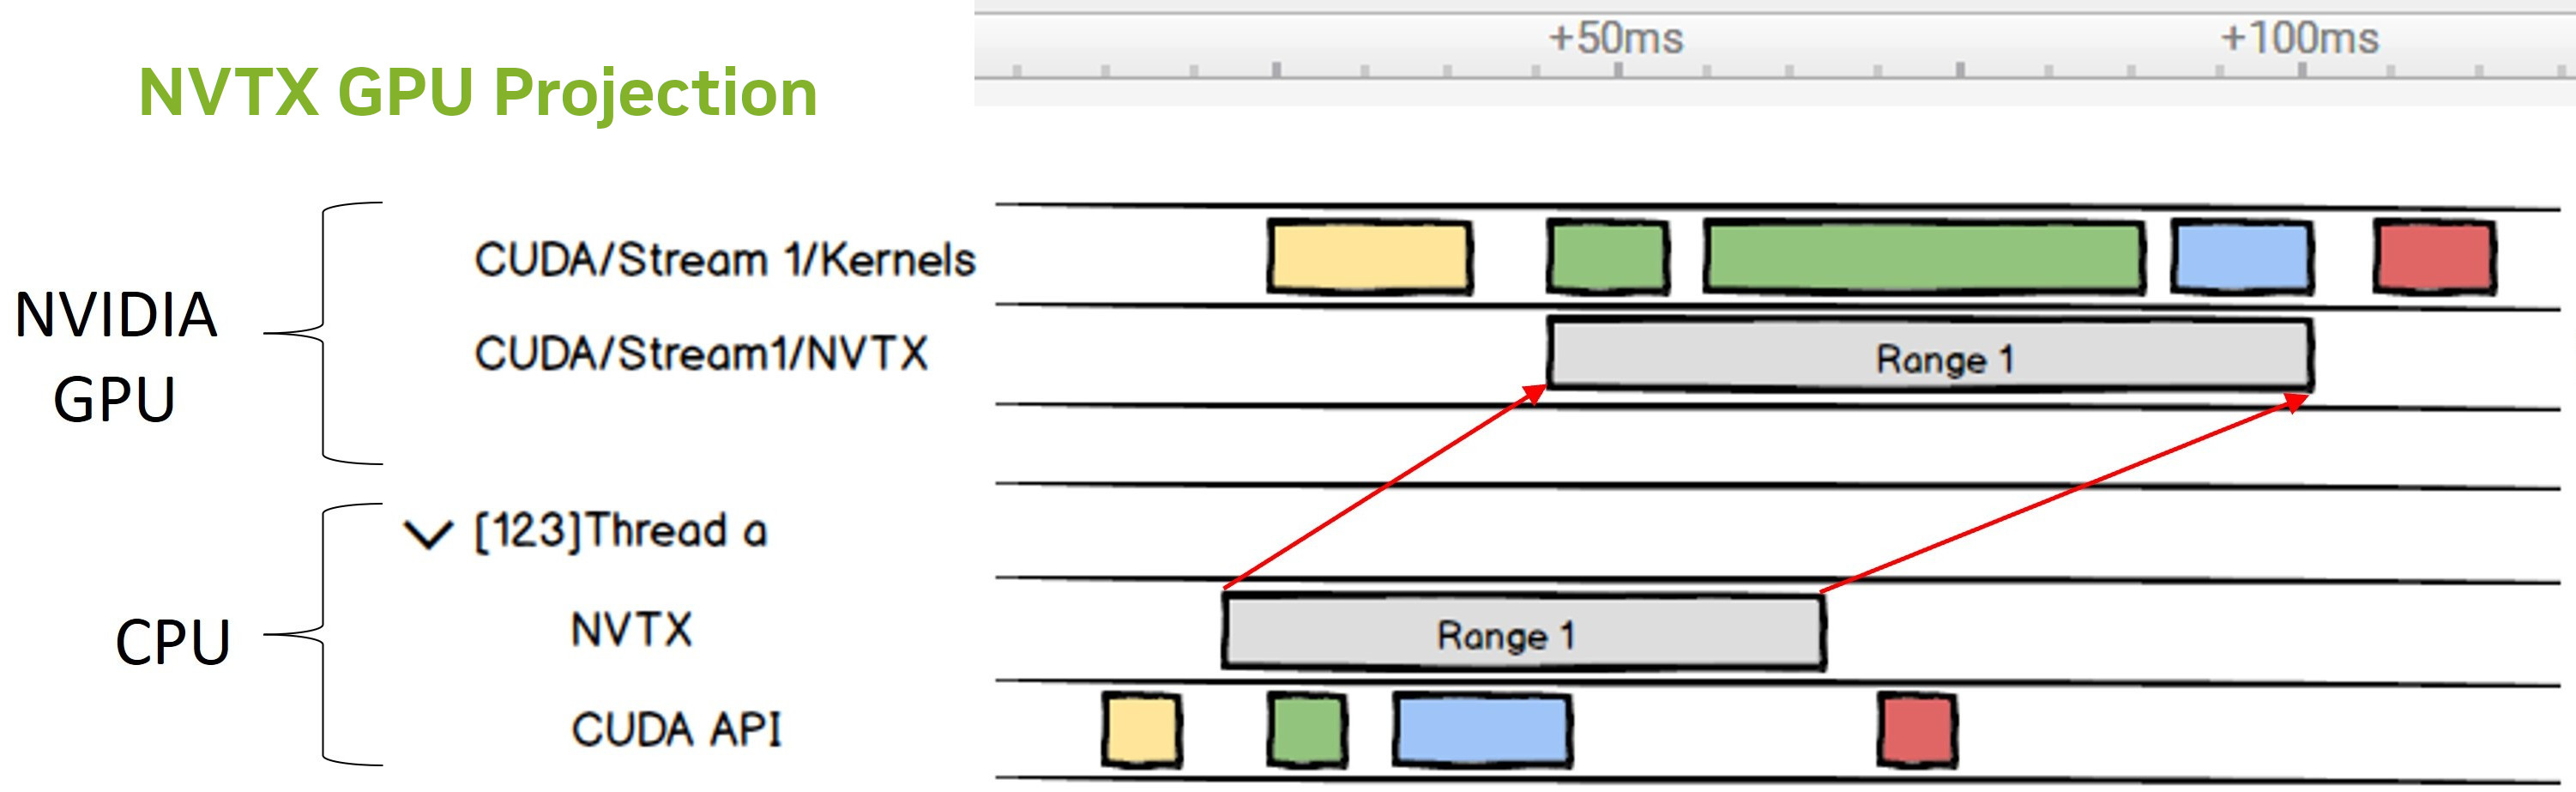 +50ms
+100ms
NVTX GPU Projection
NVIDIA
GPU
CUDA/Stream 1/Kernels
CUDA/Stream1/NVTX
Range 1
CPU
[123]Thread a
NVTX
Range 1
CUDA API